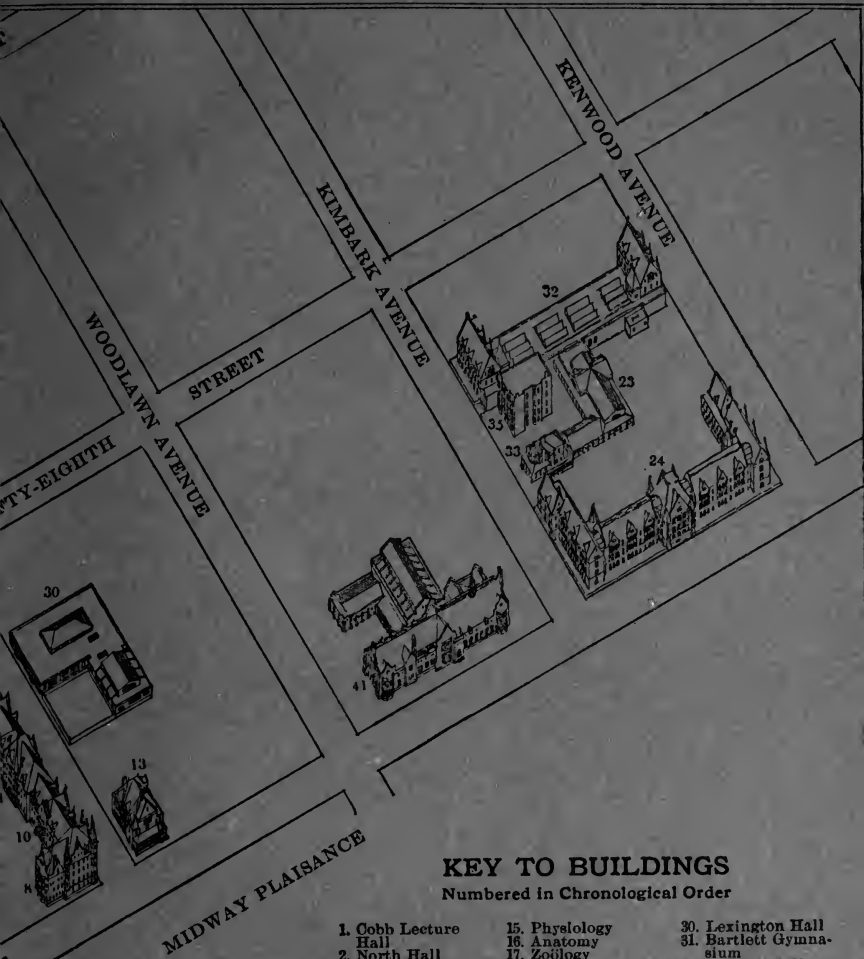 KENWOOD AVENUE
KIMBARK AVENUE
WOODLAWN AVENUE
STREET
TY-EIGHTH
32
23
35
33
24
30
41
13
10
8
MIDWAY PLAISANCE
KEY TO BUILDINGS
Numbered in Chronological Order
1. Cobb Lecture
Hall
2. North Hall
15. Physiology
16. Anatomy
17. Zoölogy
30. Lexington Hall
31. Bartlett Gymna-
sium